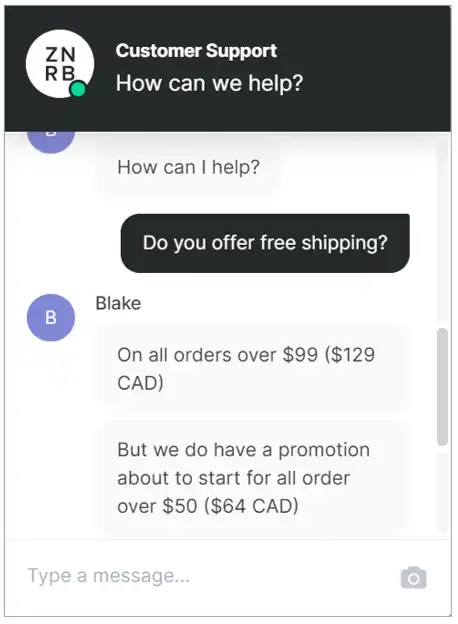 ZN
RB
Customer Support
How can we help?
B
How can I help?
Do you offer free shipping?
Blake
B
On all orders over $99 ($129
CAD)
But we do have a promotion
about to start for all order
over $50 ($64 CAD)
Type a message...